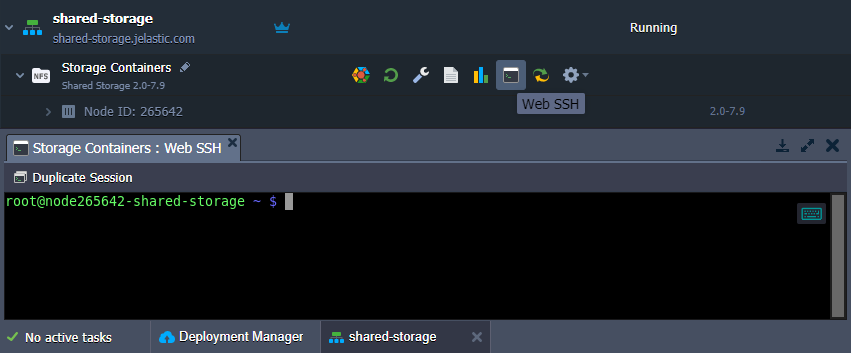 shared-storage
shared-storage.jelastic.com
Running
NFS
Storage Containers
Shared Storage 2.0-7.9
Web SSH
Node ID: 265642
2.0-7.9
Storage Containers : Web SSH
Duplicate Session
root@node265642-shared-storage ~ $
No active tasks
Deployment Manager
shared-storage